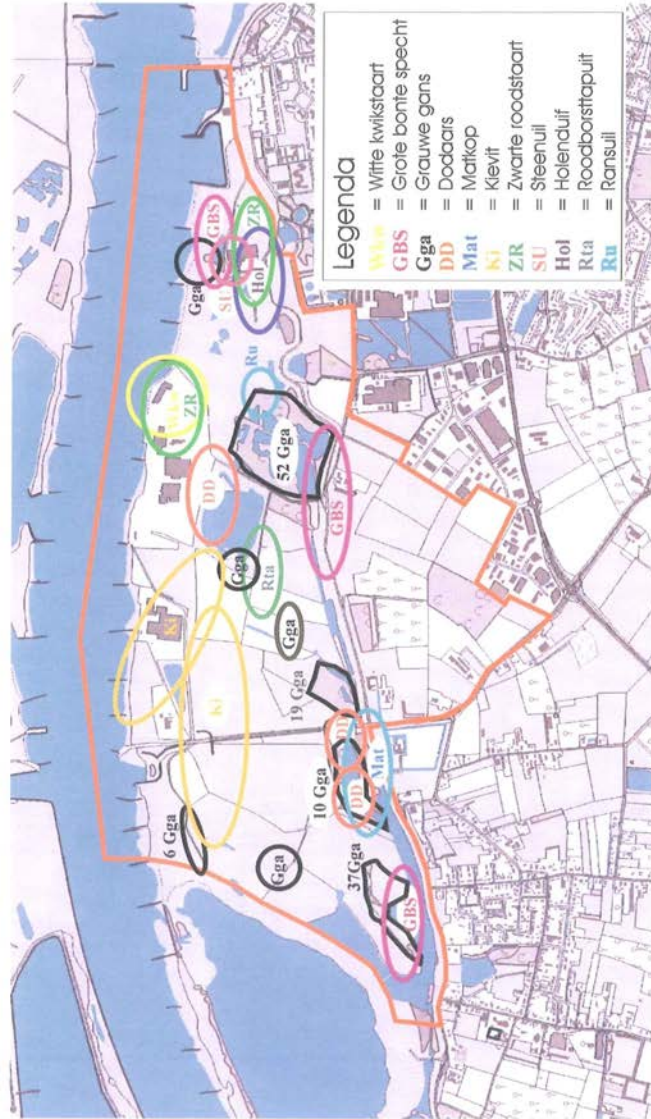 Legenda
Wkw = Witte kwikstaart
GBS = Grote bonte specht
Gga = Grauwe gans
DD = Dodaars
Mat = Matkop
Ki = Kievit
ZR = Zwarte roodstaart
SU = Steenuil
Hol = Holenduif
Rta = Roodborsttapuit
Ru = Ransuil
6 Gga
Gga
37Gga
GBS
10 Gga
DD
DD
Mat
19 Gga
Ki
Ki
Gga
Gga
Rta
DD
GBS
52 Gga
Ru
Wkw
ZR
Gga
GBS
SU
ZR
Hol